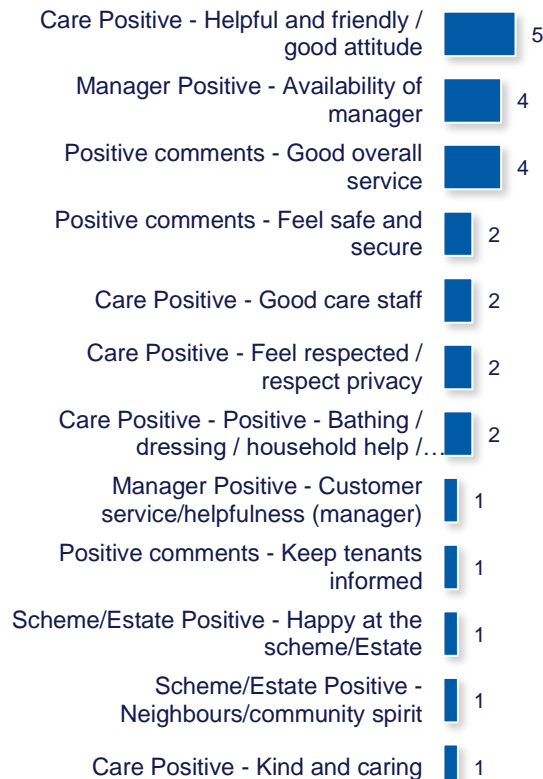 Care Positive - Helpful and friendly /
good attitude
5
Manager Positive - Availability of
manager
4
Positive comments - Good overall
service
4
Positive comments - Feel safe and
secure
2
Care Positive - Good care staff
2
Care Positive - Feel respected /
respect privacy
2
Care Positive - Positive - Bathing /
dressing / household help /…
2
Manager Positive - Customer
service/helpfulness (manager)
1
Positive comments - Keep tenants
informed
1
Scheme/Estate Positive - Happy at the
scheme/Estate
1
Scheme/Estate Positive -
Neighbours/community spirit
1
Care Positive - Kind and caring
1